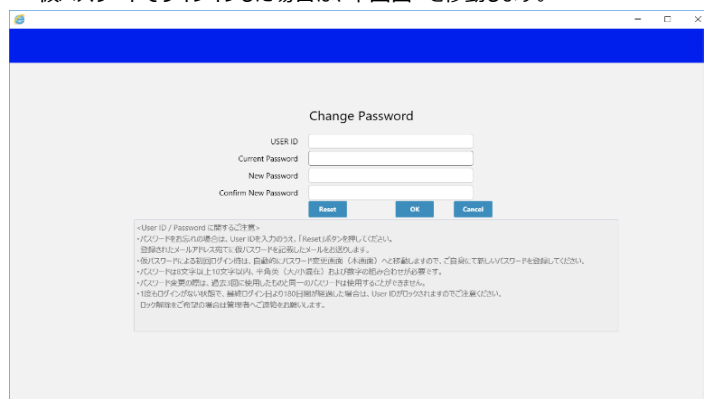 仮パスワードでサインインした場合は、本画面へと移動します。
Change Password
USER ID
Current Password
New Password
Confirm New Password
Reset OK Cancel
<User ID / Password に関するご注意>
・パスワードをお忘れの場合は、User IDを入力のうえ、「Reset」ボタンを押してください。
登録されたメールアドレス宛てに仮パスワードを記載したメールをお送りします。
・仮パスワードによる初回ログイン時は、自動的にパスワード変更画面（本画面）へと移動しますので、ご自身にて新しいパスワードを登録してください。
・パスワードは8文字以上10文字以内、半角英（大/小混在）および数字の組み合わせが必要です。
・パスワード変更の際は、過去3回に使用したものと同一のパスワードは使用することができません。
・1度もログインがない状態で、最終ログイン日より180日間が経過した場合は、User IDがロックされますのでご注意ください。
ロック解除をご希望の場合は管理者へご連絡をお願いします。